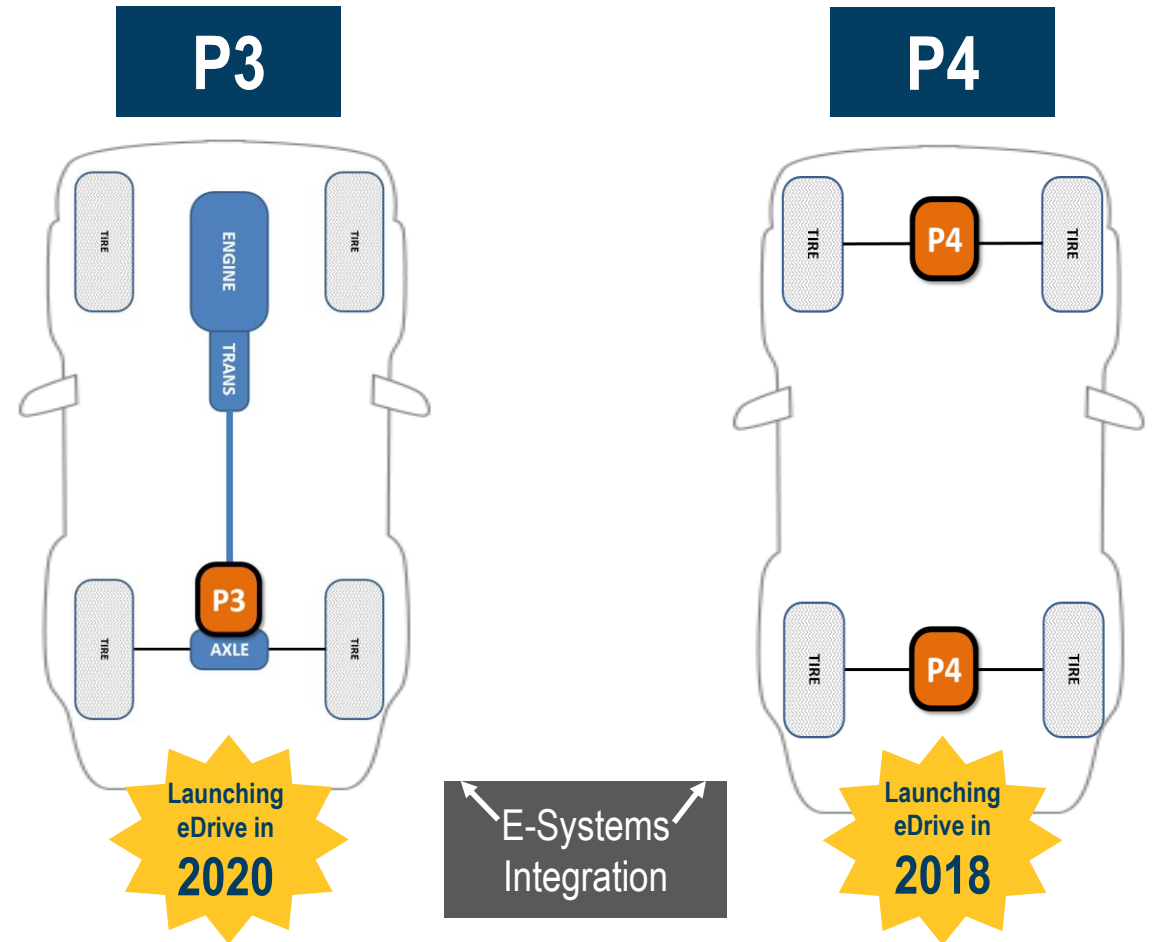 P3
TIRE
ENGINE
TIRE
TRANS
P3
TIRE
AXLE
TIRE
Launching
eDrive in
2020
E-Systems
Integration
P4
TIRE
P4
TIRE
TIRE
P4
TIRE
Launching
eDrive in
2018